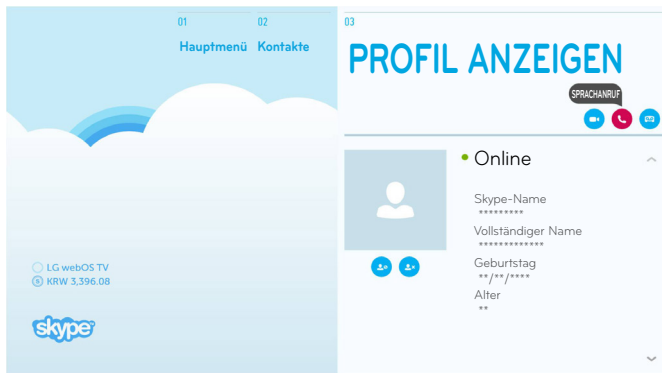 01
02
03
Hauptmenü
Kontakte
PROFIL ANZEIGEN
SPRACHANRUF
Online
Skype-Name
*********
Vollständiger Name
*************
Geburtstag
**/**/****
Alter
**
LG webOS TV
KRW 3,396.08
skype